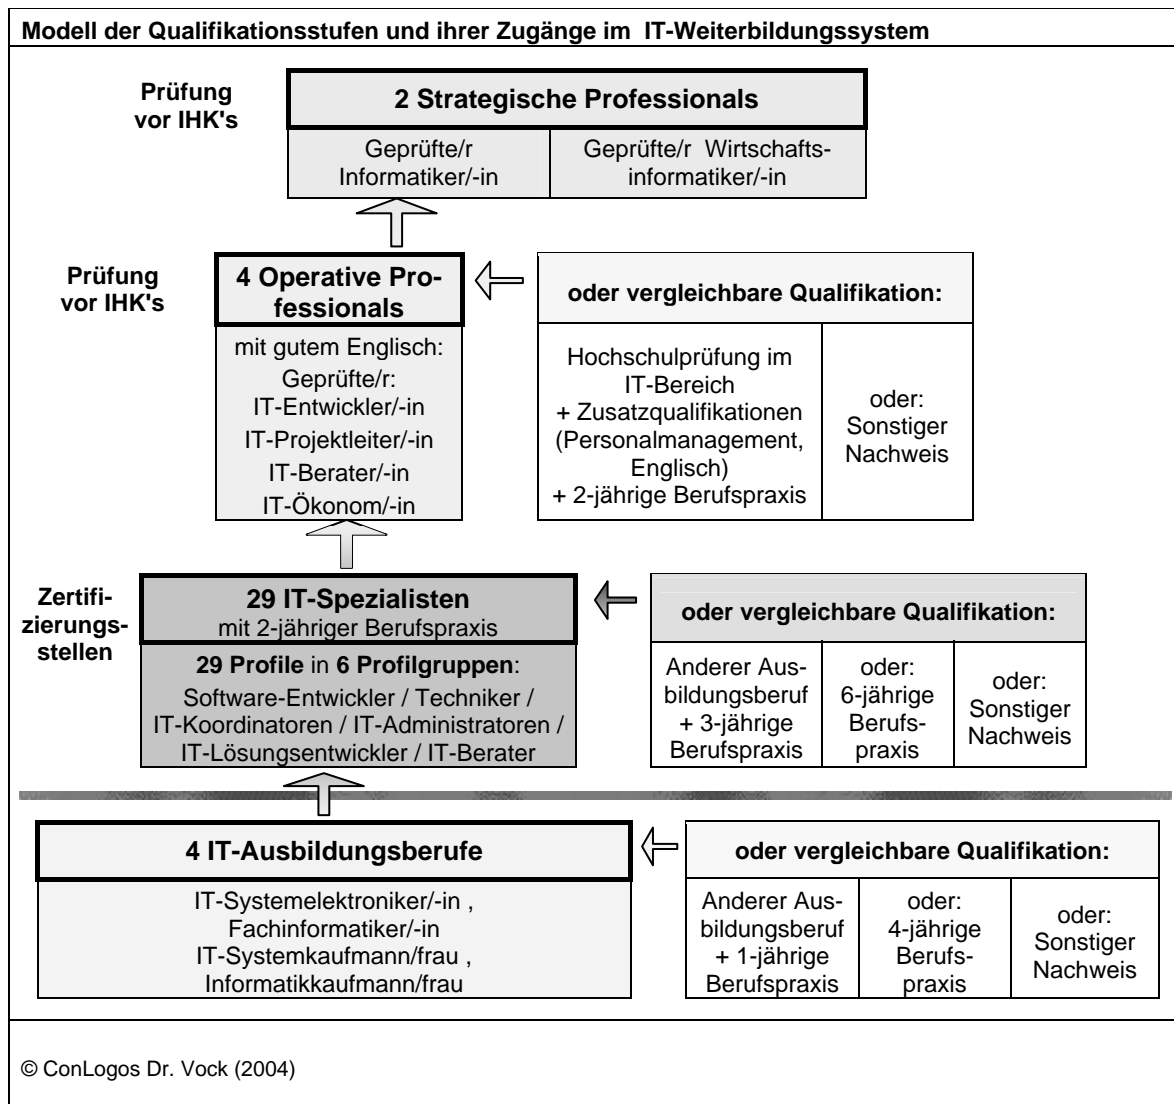 Modell der Qualifikationsstufen und ihrer Zugänge im IT-Weiterbildungssystem
Prüfung
vor IHK's
2 Strategische Professionals
Geprüfte/r
Informatiker/-in
Geprüfte/r Wirtschafts-
informatiker/-in
Prüfung
vor IHK's
4 Operative Pro-
fessionals
mit gutem Englisch:
Geprüfte/r:
IT-Entwickler/-in
IT-Projektleiter/-in
IT-Berater/-in
IT-Ökonom/-in
oder vergleichbare Qualifikation:
Hochschulprüfung im
IT-Bereich
+ Zusatzqualifikationen
(Personalmanagement,
Englisch)
+ 2-jährige Berufspraxis
oder:
Sonstiger
Nachweis
Zertifi-
zierungs-
stellen
29 IT-Spezialisten
mit 2-jähriger Berufspraxis
29 Profile in 6 Profilgruppen:
Software-Entwickler / Techniker /
IT-Koordinatoren / IT-Administratoren /
IT-Lösungsentwickler / IT-Berater
oder vergleichbare Qualifikation:
Anderer Aus-
bildungsberuf
+ 3-jährige
Berufspraxis
oder:
6-jährige
Berufs-
praxis
oder:
Sonstiger
Nachweis
4 IT-Ausbildungsberufe
IT-Systemelektroniker/-in ,
Fachinformatiker/-in
IT-Systemkaufmann/frau ,
Informatikkaufmann/frau
oder vergleichbare Qualifikation:
Anderer Aus-
bildungsberuf
+ 1-jährige
Berufspraxis
oder:
4-jährige
Berufs-
praxis
oder:
Sonstiger
Nachweis
© ConLogos Dr. Vock (2004)